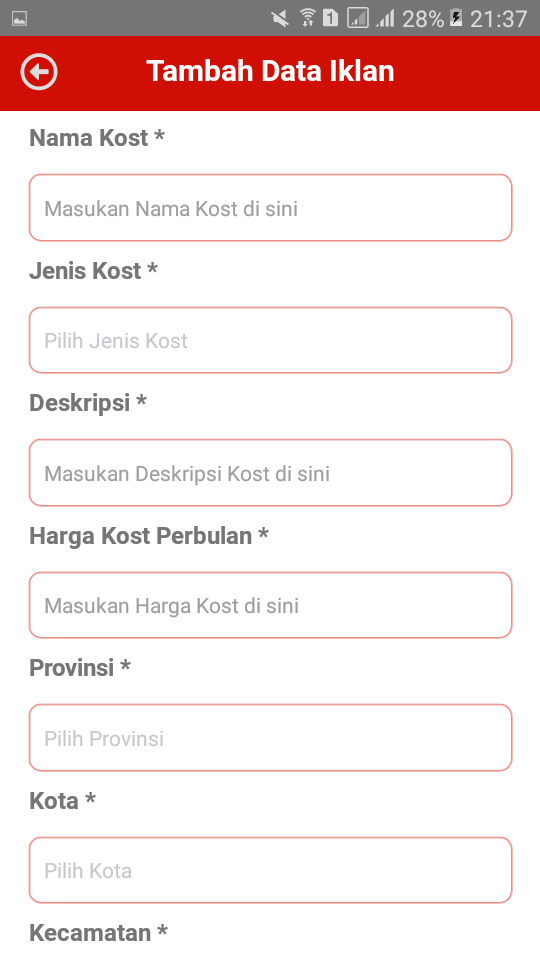 28% 21:37
Tambah Data Iklan
Nama Kost *
Masukan Nama Kost di sini
Jenis Kost *
Pilih Jenis Kost
Deskripsi *
Masukan Deskripsi Kost di sini
Harga Kost Perbulan *
Masukan Harga Kost di sini
Provinsi *
Pilih Provinsi
Kota *
Pilih Kota
Kecamatan *